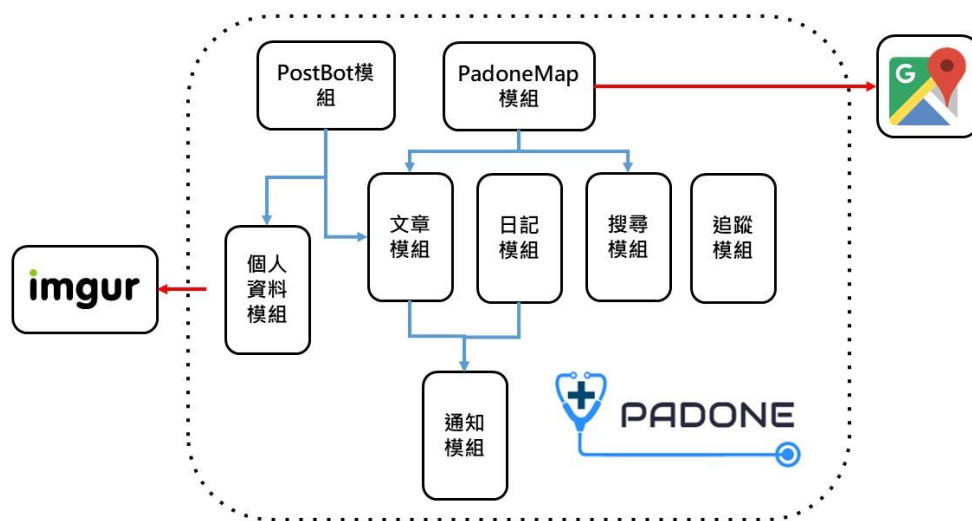 PostBot模
組
PadoneMap
模組
G
文章
模組
日記
模組
搜尋
模組
追蹤
模組
個人
資料
模組
imgur
通知
模組
PADONE